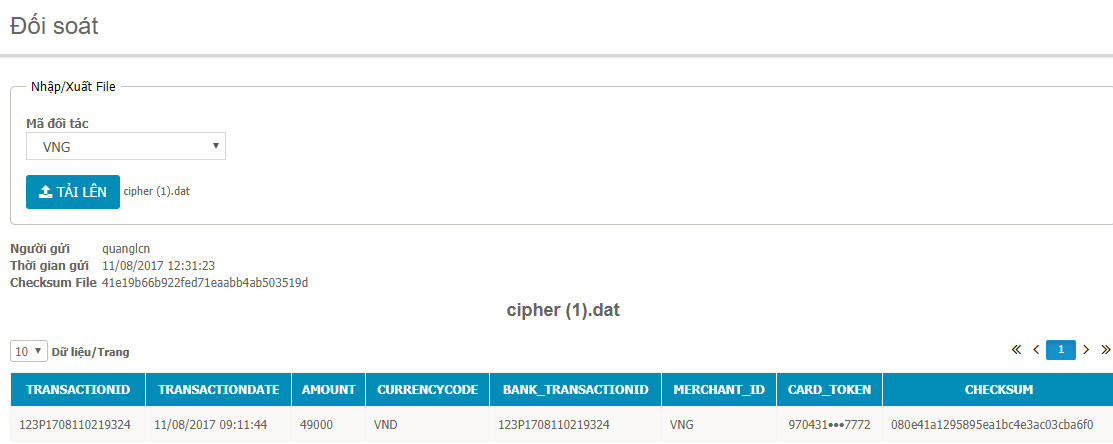 Đối soát
Nhập/Xuất File
Mã đối tác
VNG
TẢI LÊN cipher (1).dat
Người gửi quanglcn
Thời gian gửi 11/08/2017 12:31:23
Checksum File 41e19b66b922fed71eaabb4ab503519d
cipher (1).dat
10 Dữ liệu/Trang 1
TRANSACTIONID TRANSACTIONDATE AMOUNT CURRENCYCODE BANK_TRANSACTIONID MERCHANT_ID CARD_TOKEN CHECKSUM
123P1708110219324 11/08/2017 09:11:44 49000 VND 123P1708110219324 VNG 970431•••7772 080e41a1295895ea1bc4e3ac03cba6f0